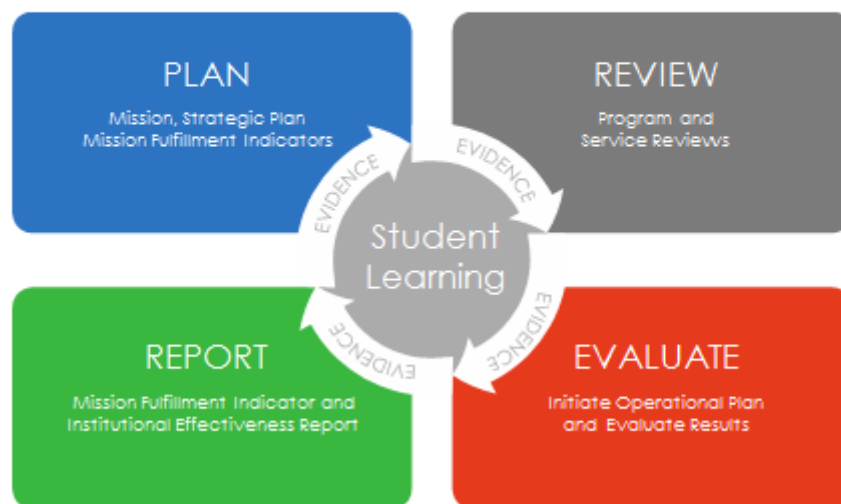 PLAN
Mission, Strategic Plan
Mission Fulfillment Indicators
REVIEW
Program and
Service Reviews
EVIDENCE
EVIDENCE
Student
Learning
EVIDENCE
EVIDENCE
REPORT
Mission Fulfillment Indicator and
Institutional Effectiveness Report
EVALUATE
Initiate Operational Plan
and Evaluate Results